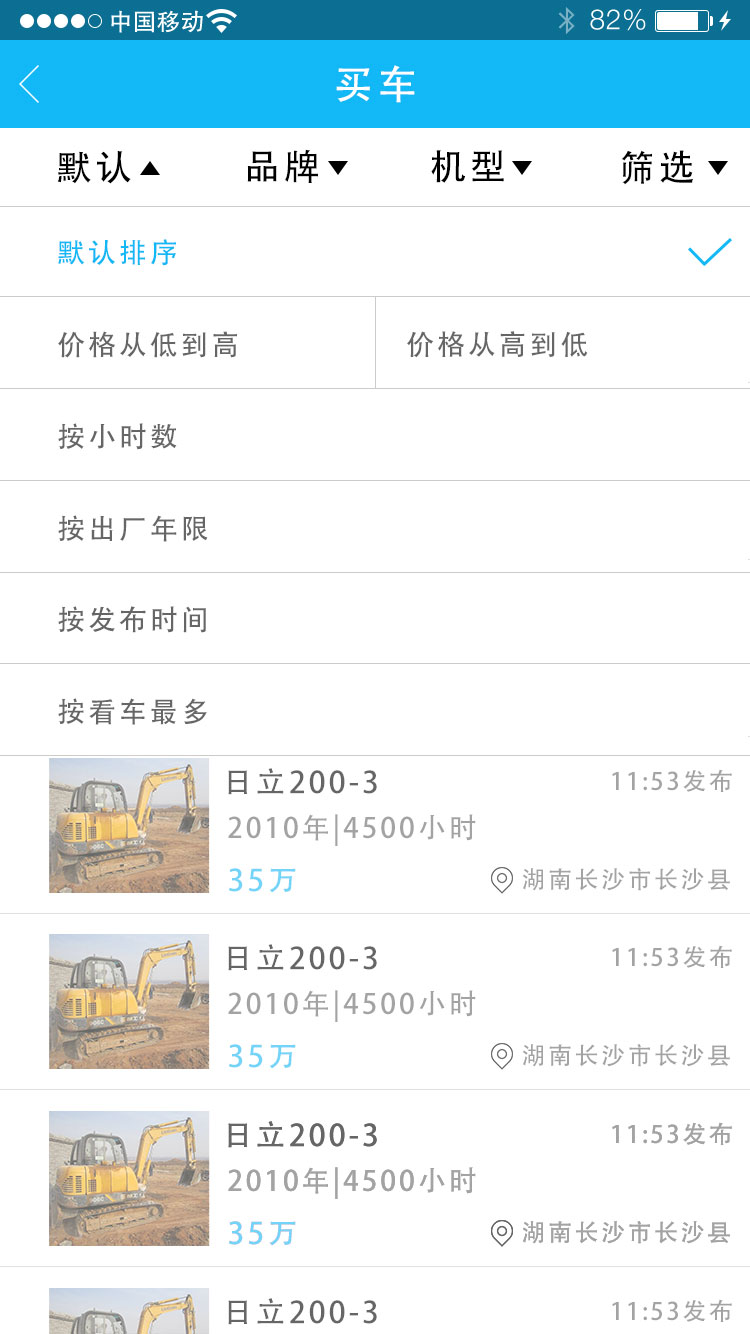 中国移动 82%
买车
默认 品牌 机型 筛选
默认排序
价格从低到高 价格从高到低
按小时数
按出厂年限
按发布时间
按看车最多
日立200-3 11:53发布
2010年|4500小时
35万 湖南长沙市长沙县
日立200-3 11:53发布
2010年|4500小时
35万 湖南长沙市长沙县
日立200-3 11:53发布
2010年|4500小时
35万 湖南长沙市长沙县
日立200-3 11:53发布